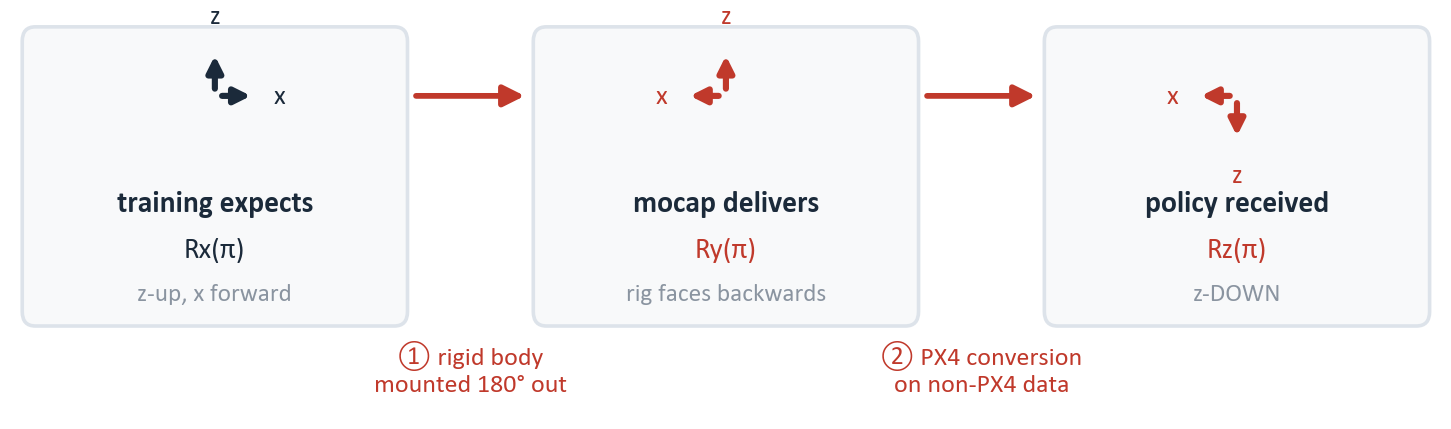 z
x
training expects
Rx(π)
z-up, x forward
z
x
mocap delivers
Ry(π)
rig faces backwards
x
z
policy received
Rz(π)
z-DOWN
① rigid body
mounted 180° out
② PX4 conversion
on non-PX4 data